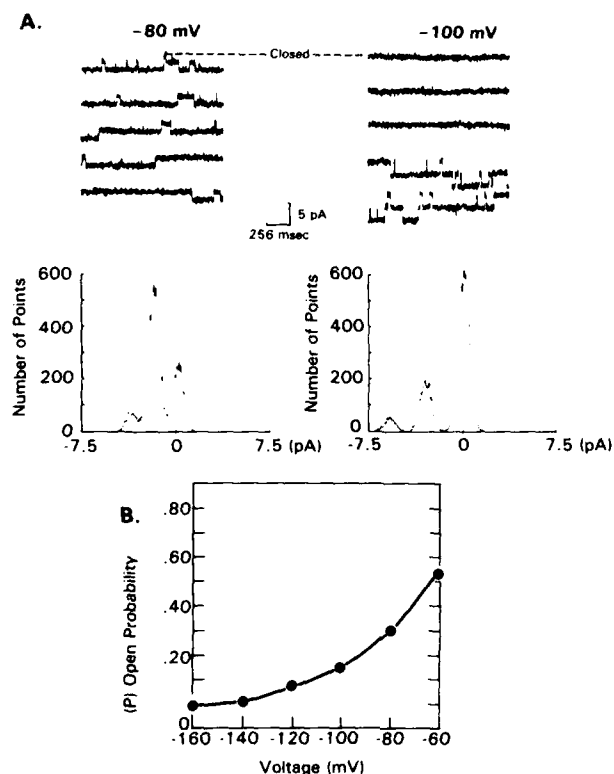 A.
-80 mV
-100 mV
Closed
5 pA
256 msec
Number of Points
600
400
200
0
-7.5
0
7.5 (pA)
Number of Points
600
400
200
0
-7.5
0
7.5 (pA)
B.
(P) Open Probability
.80
.60
.40
.20
0
-160 -140 -120 -100 -80 -60
Voltage (mV)